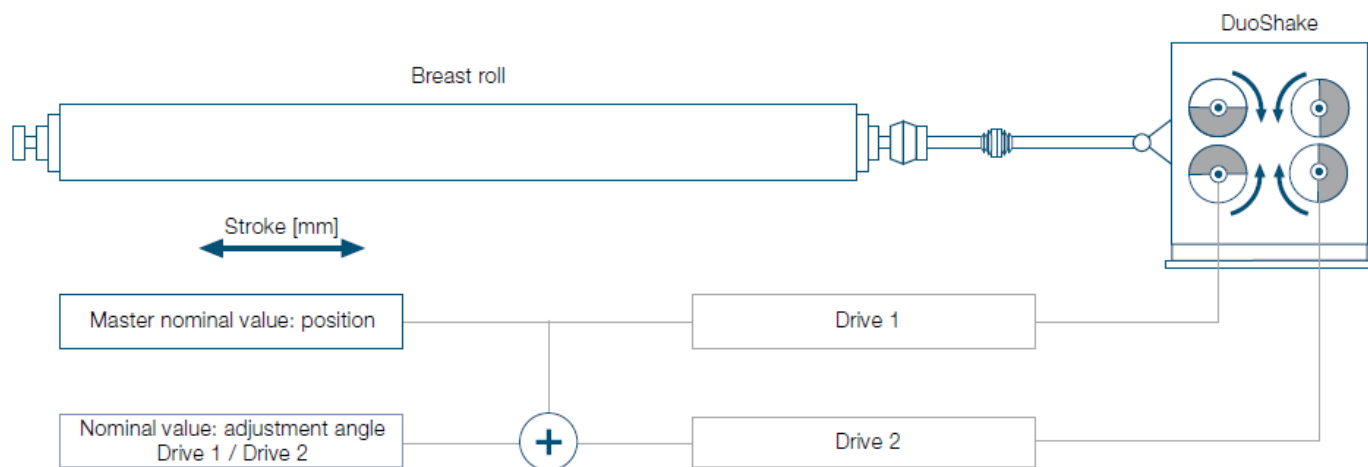 DuoShake
Breast roll
Stroke [mm]
Master nominal value: position
Drive 1
Nominal value: adjustment angle
Drive 1 / Drive 2
+
Drive 2